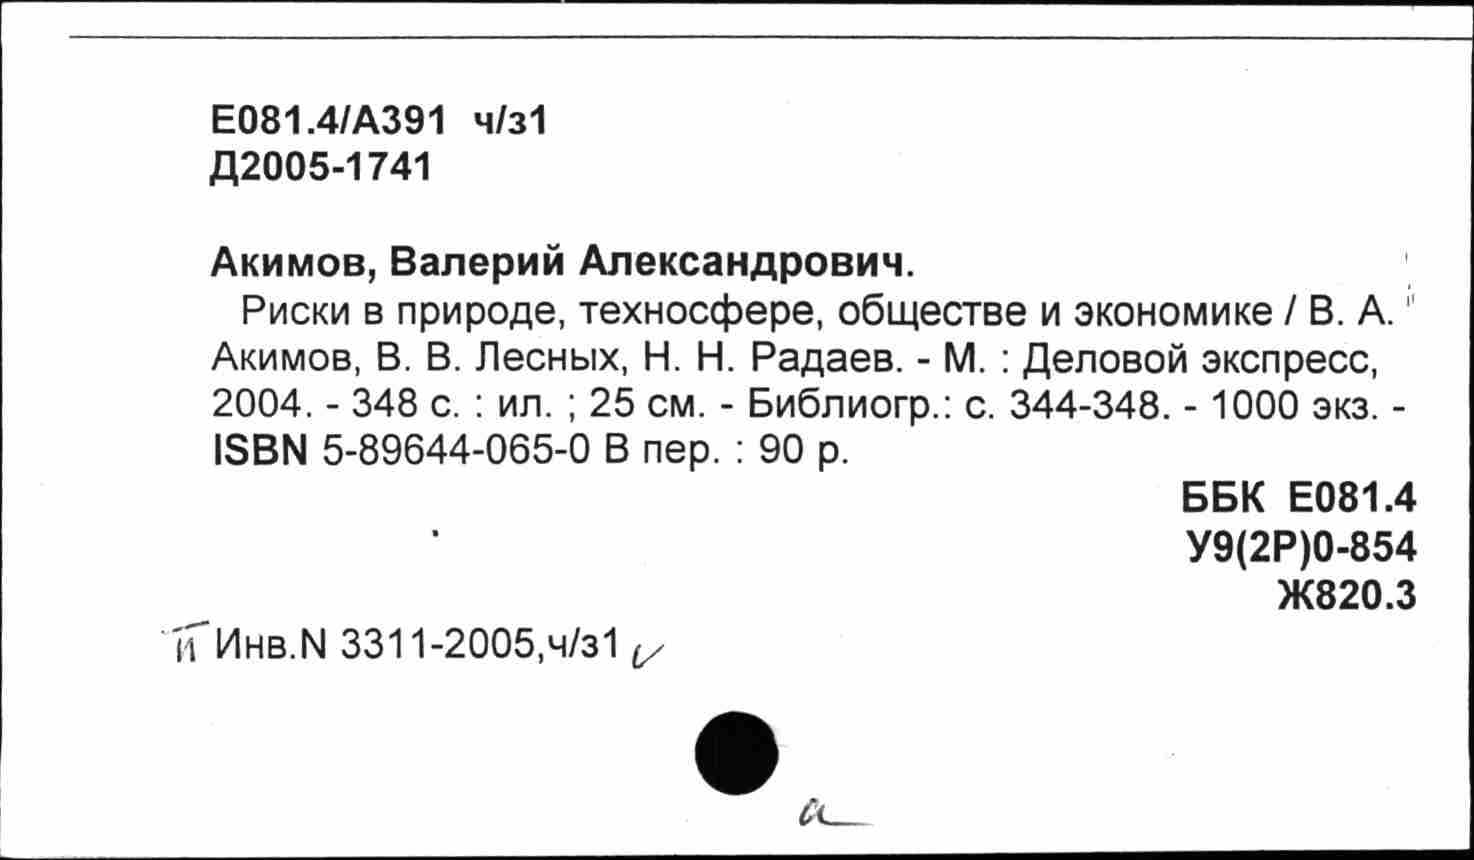 Е081.4/А391 ч/з1
Д2005-1741
Акимов, Валерий Александрович.
Риски в природе, техносфере, обществе и экономике / В. А.
Акимов, В. В. Лесных, Н. Н. Радаев. - М. : Деловой экспресс,
2004. - 348 с. : ил. ; 25 см. - Библиогр.: с. 344-348. - 1000 экз. -
ISBN 5-89644-065-0 В пер. : 90 р.
ББК Е081.4
У9(2Р)0-854
Ж820.3
Инв.N 3311-2005,ч/з1